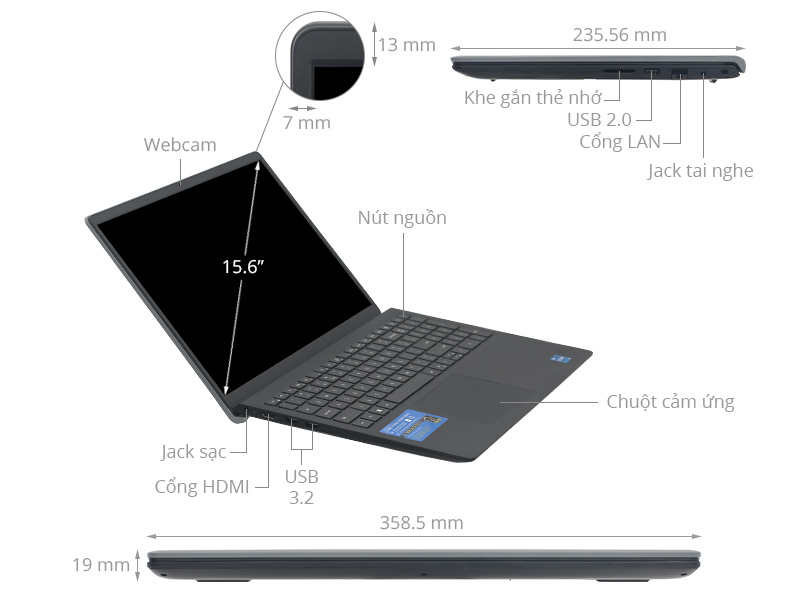 13 mm
7 mm
235.56 mm
Khe gắn thẻ nhớ
USB 2.0
Cổng LAN
Jack tai nghe
Webcam
Nút nguồn
15.6”
Chuột cảm ứng
Jack sạc
Cổng HDMI
USB
3.2
358.5 mm
19 mm